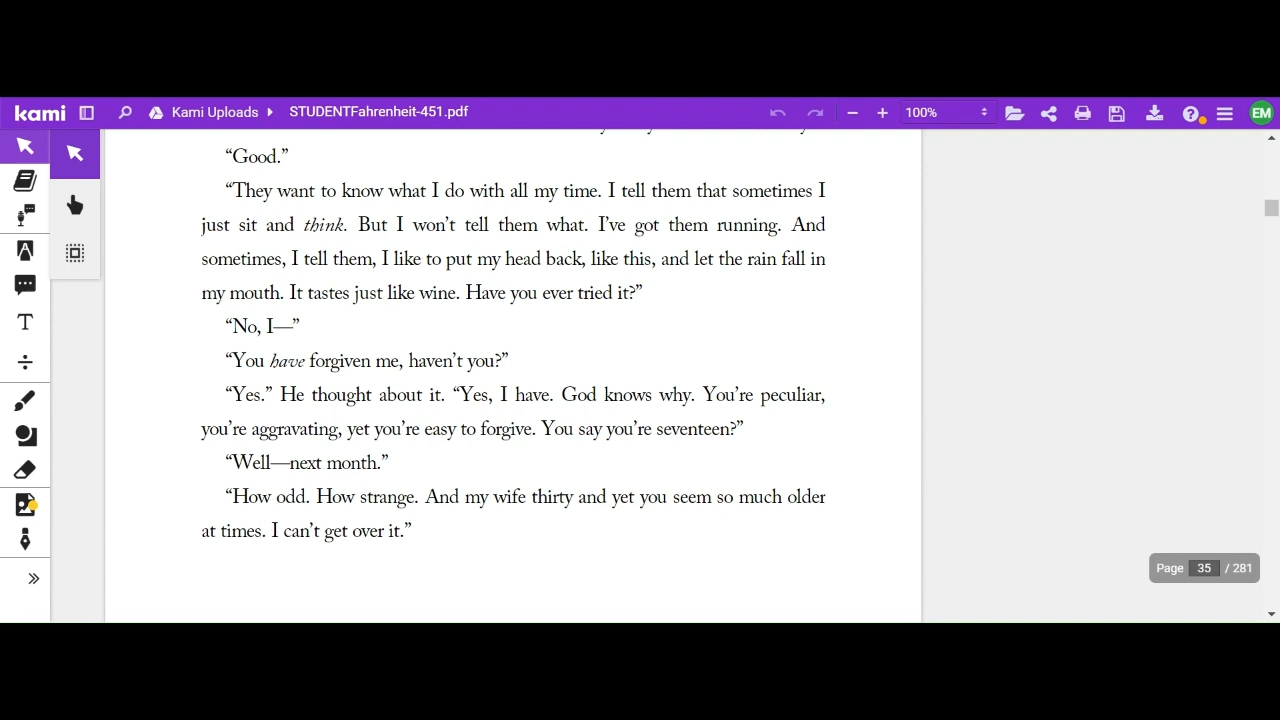 kami Kami Uploads STUDENTFahrenheit-451.pdf 100% EM
“Good.”
“They want to know what I do with all my time. I tell them that sometimes I
just sit and think. But I won’t tell them what. I’ve got them running. And
sometimes, I tell them, I like to put my head back, like this, and let the rain fall in
my mouth. It tastes just like wine. Have you ever tried it?”
“No, I—”
“You have forgiven me, haven’t you?”
“Yes.” He thought about it. “Yes, I have. God knows why. You’re peculiar,
you’re aggravating, yet you’re easy to forgive. You say you’re seventeen?”
“Well—next month.”
“How odd. How strange. And my wife thirty and yet you seem so much older
at times. I can’t get over it.”
Page 35 / 281